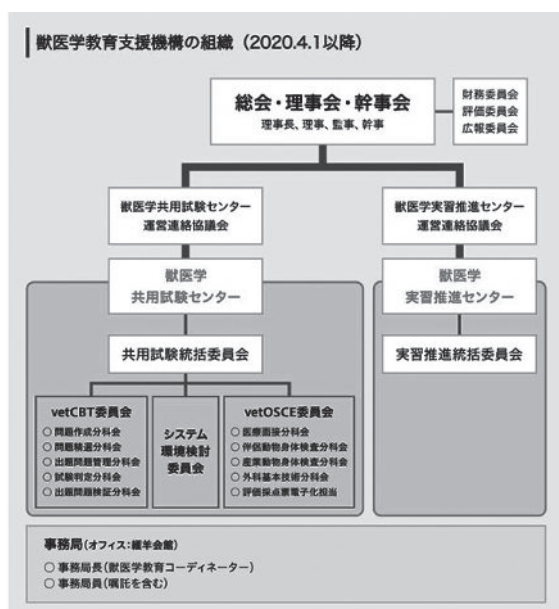 獣医学教育支援機構の組織（2020.4.1以降）
総会・理事会・幹事会
理事長、理事、監事、幹事
財務委員会
評価委員会
広報委員会
獣医学共用試験センター
運営連絡協議会
獣医学実習推進センター
運営連絡協議会
獣医学
共用試験センター
獣医学
実習推進センター
共用試験統括委員会
実習推進統括委員会
vetCBT委員会
○ 問題作成分科会
○ 問題精選分科会
○ 出題問題管理分科会
○ 試験判定分科会
○ 出題問題検証分科会
システム
環境検討
委員会
vetOSCE委員会
○ 医療面接分科会
○ 伴侶動物身体検査分科会
○ 産業動物身体検査分科会
○ 外科基本技術分科会
○ 評価採点票電子化担当
事務局（オフィス：緬羊会館）
○ 事務局長（獣医学教育コーディネーター）
○ 事務局員（嘱託を含む）